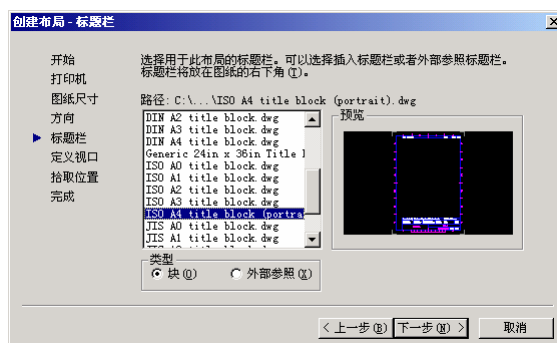 创建布局 - 标题栏
开始
打印机
图纸尺寸
方向
标题栏
定义视口
拾取位置
完成
选择用于此布局的标题栏。可以选择插入标题栏或者外部参照标题栏。
标题栏将放在图纸的右下角(I)。
路径: C:\...\ISO A4 title block (portrait).dwg
DIN A2 title block.dwg
DIN A3 title block.dwg
DIN A4 title block.dwg
Generic 24in x 36in Title
ISO A0 title block.dwg
ISO A1 title block.dwg
ISO A2 title block.dwg
ISO A3 title block.dwg
ISO A4 title block (portra
JIS A0 title block.dwg
JIS A1 title block.dwg
预览
类型
块(O)
外部参照(X)
< 上一步(B)
下一步(N) >
取消